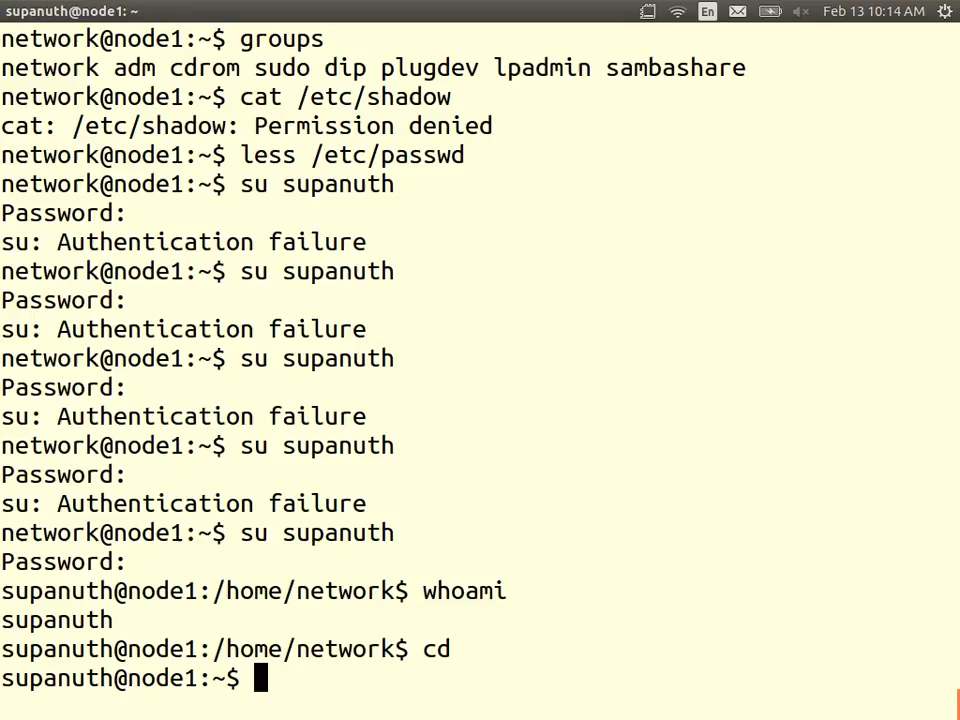 supanuth@node1: ~
En
Feb 13 10:14 AM
network@node1:~$ groups
network adm cdrom sudo dip plugdev lpadmin sambashare
network@node1:~$ cat /etc/shadow
cat: /etc/shadow: Permission denied
network@node1:~$ less /etc/passwd
network@node1:~$ su supanuth
Password:
su: Authentication failure
network@node1:~$ su supanuth
Password:
su: Authentication failure
network@node1:~$ su supanuth
Password:
su: Authentication failure
network@node1:~$ su supanuth
Password:
su: Authentication failure
network@node1:~$ su supanuth
Password:
supanuth@node1:/home/network$ whoami
supanuth
supanuth@node1:/home/network$ cd
supanuth@node1:~$